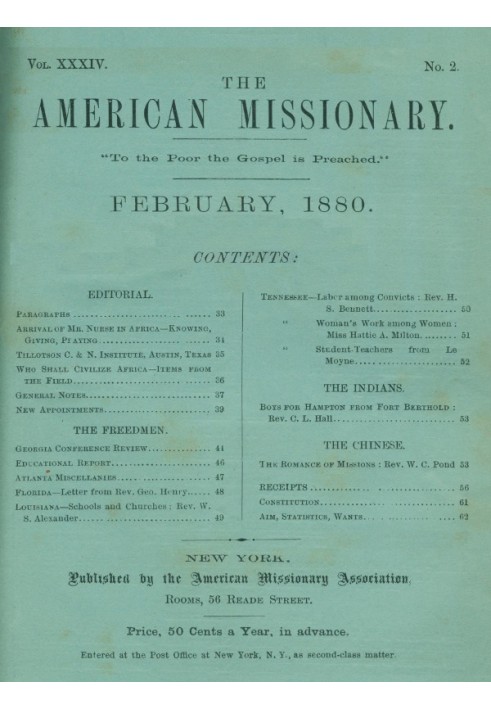 VOL. XXXIV.
No. 2.
THE
AMERICAN MISSIONARY.
"To the Poor the Gospel is Preached."
FEBRUARY, 1880.
CONTENTS:
EDITORIAL.
PARAGRAPHS 33
ARRIVAL OF MR. NURSE IN AFRICA—KNOWING,
GIVING, PRAYING 34
TILLOTSON C. & N. INSTITUTE, AUSTIN, TEXAS 35
WHO SHALL CIVILIZE AFRICA—ITEMS FROM
THE FIELD 36
GENERAL NOTES 37
NEW APPOINTMENTS 39
THE FREEDMEN.
GEORGIA CONFERENCE REVIEW 44
EDUCATIONAL REPORT 46
ATLANTA MISCELLANIES 47
FLORIDA—Letter from Rev. Geo. Henry 48
LOUISIANA—Schools and Churches: Rev. W.
S. Alexander 49
TENNESSEE—Labor among Convicts: Rev. H.
S. Bennett 50
" Woman's Work among Women:
Miss Hattie A. Milton 51
" Student-Teachers from Le
Moyne 52
THE INDIANS.
BOYS FOR HAMPTON FROM FORT BERTHOLD:
Rev. C. L. Hall 53
THE CHINESE.
THE ROMANCE OF MISSIONS: Rev. W. C. Pond 53
RECEIPTS 56
CONSTITUTION 61
AIM, STATISTICS, WANTS 62
NEW YORK.
Published by the American Missionary Association,
ROOMS, 56 READE STREET.
Price, 50 Cents a Year, in advance.
Entered at the Post Office at New York, N. Y., as second-class matter.